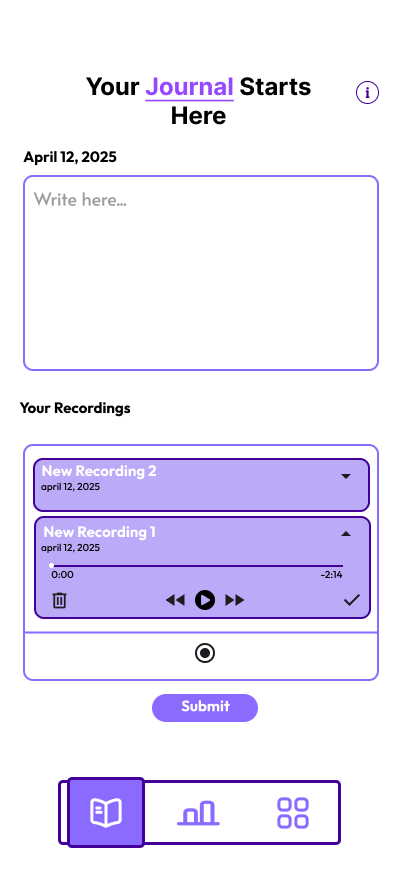 Your Journal Starts
Here
i
April 12, 2025
Write here...
Your Recordings
New Recording 2
april 12, 2025
New Recording 1
april 12, 2025
0:00 -2:14
Submit